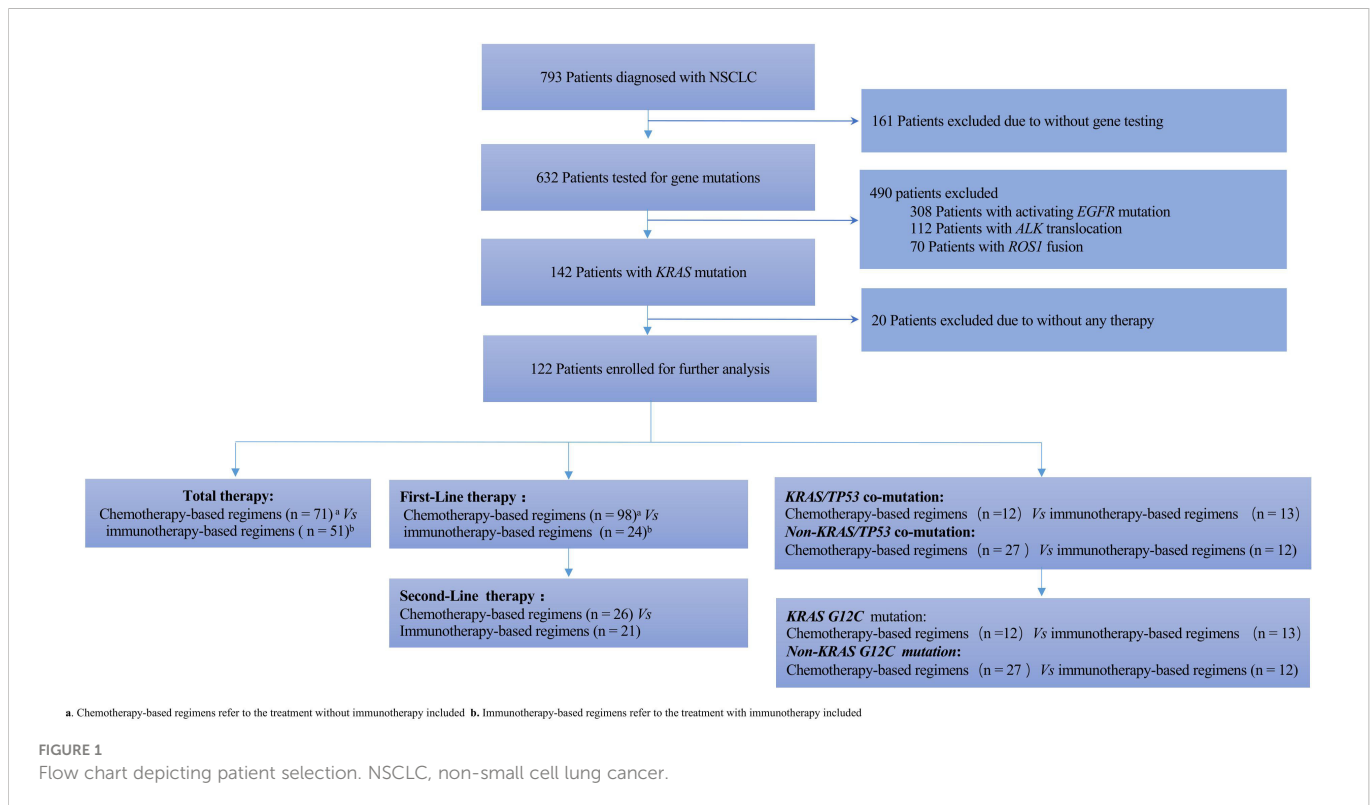 793 Patients diagnosed with NSCLC
161 Patients excluded due to without gene testing
632 Patients tested for gene mutations
490 patients excluded
308 Patients with activating EGFR mutation
112 Patients with ALK translocation
70 Patients with ROS1 fusion
142 Patients with KRAS mutation
20 Patients excluded due to without any therapy
122 Patients enrolled for further analysis
Total therapy:
Chemotherapy-based regimens (n = 71) a Vs
immunotherapy-based regimens ( n = 51)b
First-Line therapy :
Chemotherapy-based regimens (n = 98)a Vs
immunotherapy-based regimens (n = 24)b
Second-Line therapy :
Chemotherapy-based regimens (n = 26) Vs
Immunotherapy-based regimens (n = 21)
KRAS/TP53 co-mutation:
Chemotherapy-based regimens (n =12) Vs immunotherapy-based regimens (n = 13)
Non-KRAS/TP53 co-mutation:
Chemotherapy-based regimens (n = 27 ) Vs immunotherapy-based regimens (n = 12)
KRAS G12C mutation:
Chemotherapy-based regimens (n =12) Vs immunotherapy-based regimens (n = 13)
Non-KRAS G12C mutation:
Chemotherapy-based regimens (n = 27 ) Vs immunotherapy-based regimens (n = 12)
a. Chemotherapy-based regimens refer to the treatment without immunotherapy included b. Immunotherapy-based regimens refer to the treatment with immunotherapy included
FIGURE 1
Flow chart depicting patient selection. NSCLC, non-small cell lung cancer.